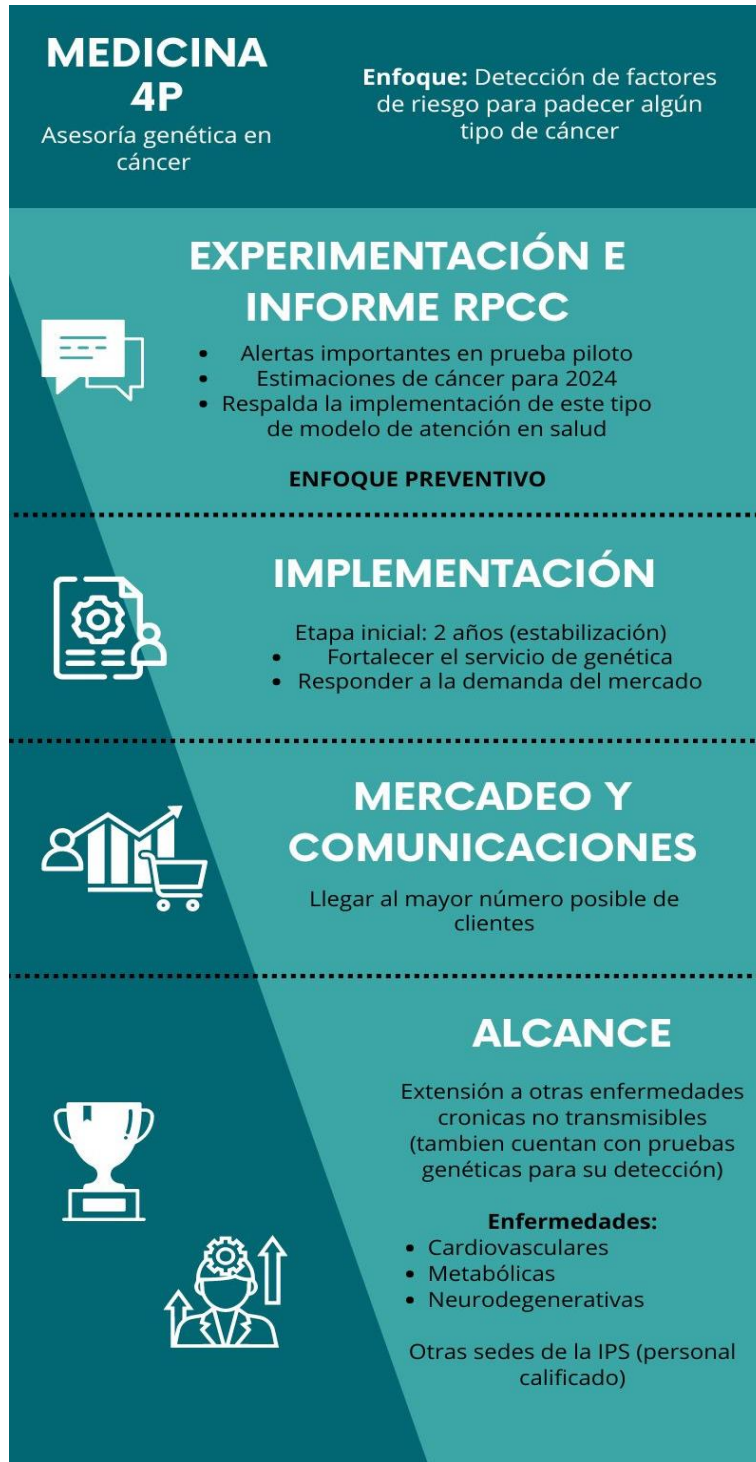 MEDICINA
4P
Asesoría genética en
cáncer
Enfoque: Detección de factores
de riesgo para padecer algún
tipo de cáncer
EXPERIMENTACIÓN E
INFORME RPCC
• Alertas importantes en prueba piloto
• Estimaciones de cáncer para 2024
• Respalda la implementación de este tipo
de modelo de atención en salud
ENFOQUE PREVENTIVO
IMPLEMENTACIÓN
Etapa inicial: 2 años (estabilización)
• Fortalecer el servicio de genética
• Responder a la demanda del mercado
MERCADEO Y
COMUNICACIONES
Llegar al mayor número posible de
clientes
ALCANCE
Extensión a otras enfermedades
cronicas no transmisibles
(tambien cuentan con pruebas
genéticas para su detección)
Enfermedades:
• Cardiovasculares
• Metabólicas
• Neurodegenerativas
Otras sedes de la IPS (personal
calificado)